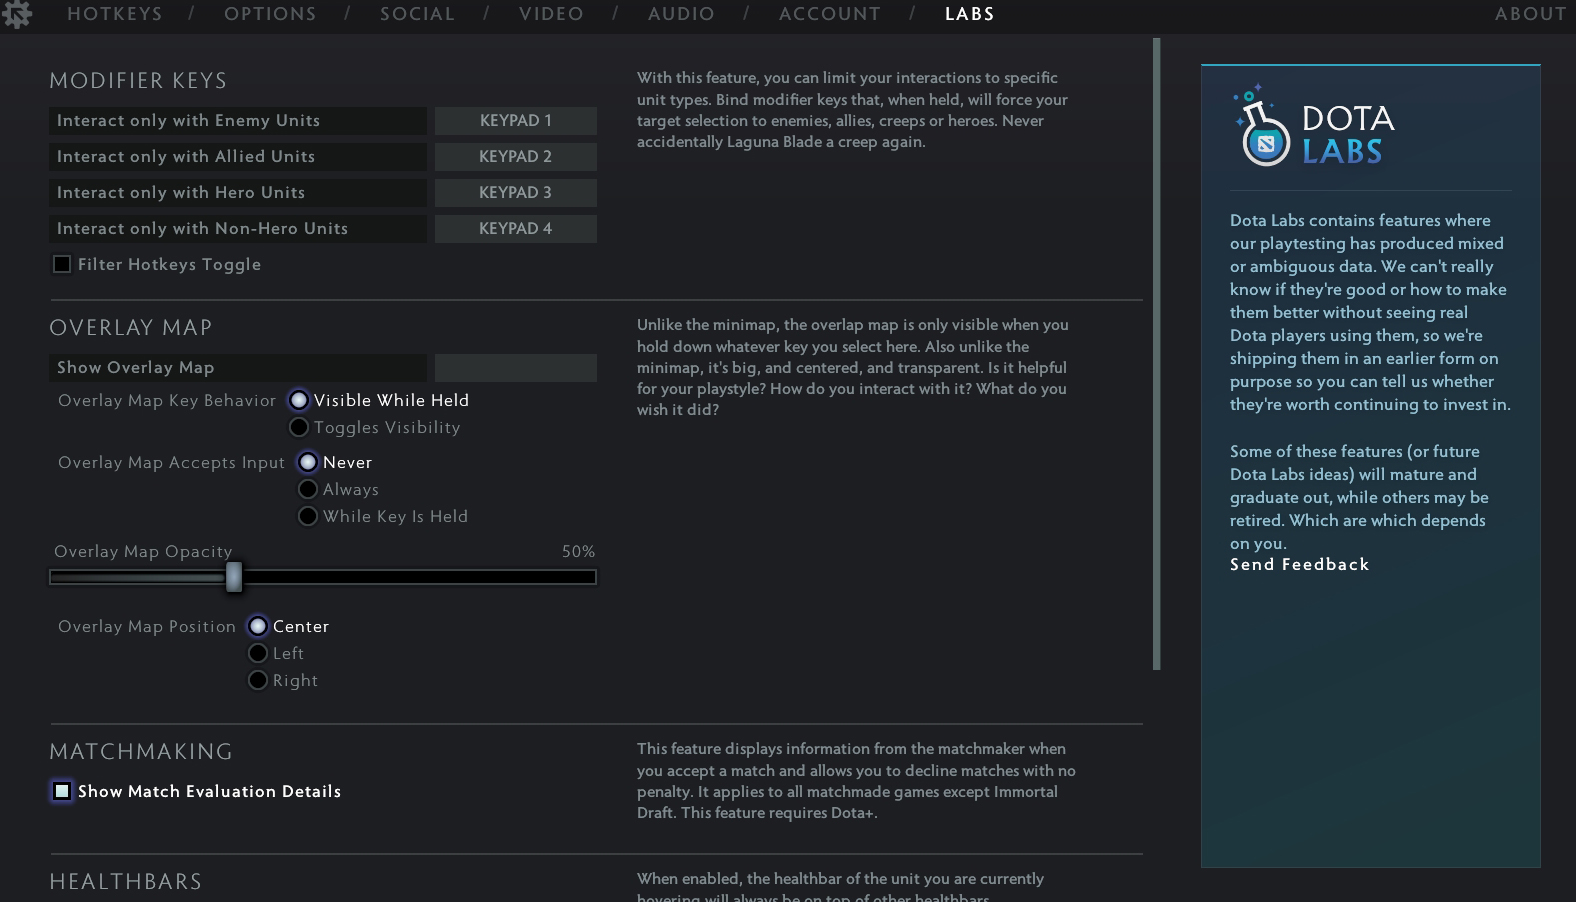 HOTKEYS / OPTIONS / SOCIAL / VIDEO / AUDIO / ACCOUNT / LABS ABOUT
MODIFIER KEYS
Interact only with Enemy Units KEYPAD 1
Interact only with Allied Units KEYPAD 2
Interact only with Hero Units KEYPAD 3
Interact only with Non-Hero Units KEYPAD 4
Filter Hotkeys Toggle
With this feature, you can limit your interactions to specific
unit types. Bind modifier keys that, when held, will force your
target selection to enemies, allies, creeps or heroes. Never
accidentally Laguna Blade a creep again.
OVERLAY MAP
Show Overlay Map
Overlay Map Key Behavior Visible While Held
Toggles Visibility
Overlay Map Accepts Input Never
Always
While Key Is Held
Overlay Map Opacity 50%
Overlay Map Position Center
Left
Right
Unlike the minimap, the overlap map is only visible when you
hold down whatever key you select here. Also unlike the
minimap, it's big, and centered, and transparent. Is it helpful
for your playstyle? How do you interact with it? What do you
wish it did?
MATCHMAKING
Show Match Evaluation Details
This feature displays information from the matchmaker when
you accept a match and allows you to decline matches with no
penalty. It applies to all matchmade games except Immortal
Draft. This feature requires Dota+.
HEALTHBARS
When enabled, the healthbar of the unit you are currently
hovering will always be on top of other healthbars
DOTA
LABS
Dota Labs contains features where
our playtesting has produced mixed
or ambiguous data. We can't really
know if they're good or how to make
them better without seeing real
Dota players using them, so we're
shipping them in an earlier form on
purpose so you can tell us whether
they're worth continuing to invest in.
Some of these features (or future
Dota Labs ideas) will mature and
graduate out, while others may be
retired. Which are which depends
on you.
Send Feedback